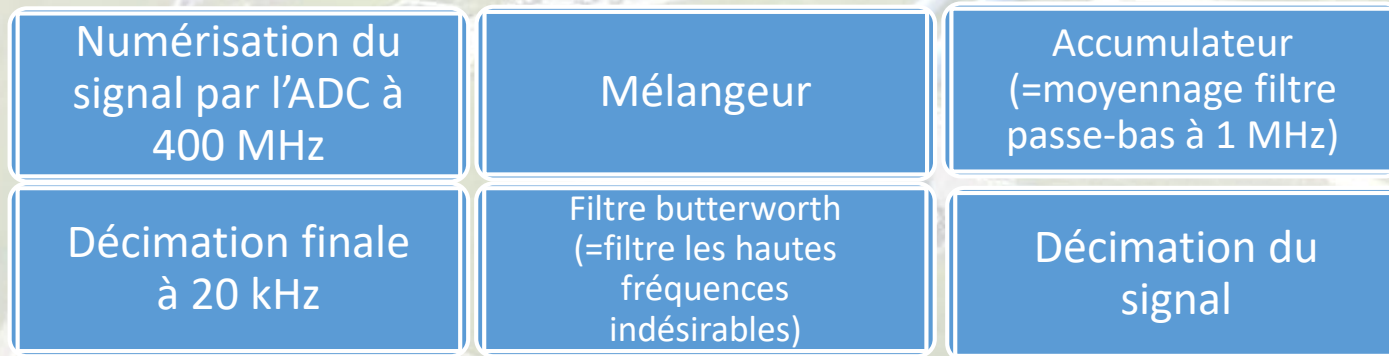 Numérisation du
signal par l'ADC à
400 MHz
Mélangeur
Accumulateur
(=moyennage filtre
passe-bas à 1 MHz)
Décimation finale
à 20 kHz
Filtre butterworth
(=filtre les hautes
fréquences
indésirables)
Décimation du
signal